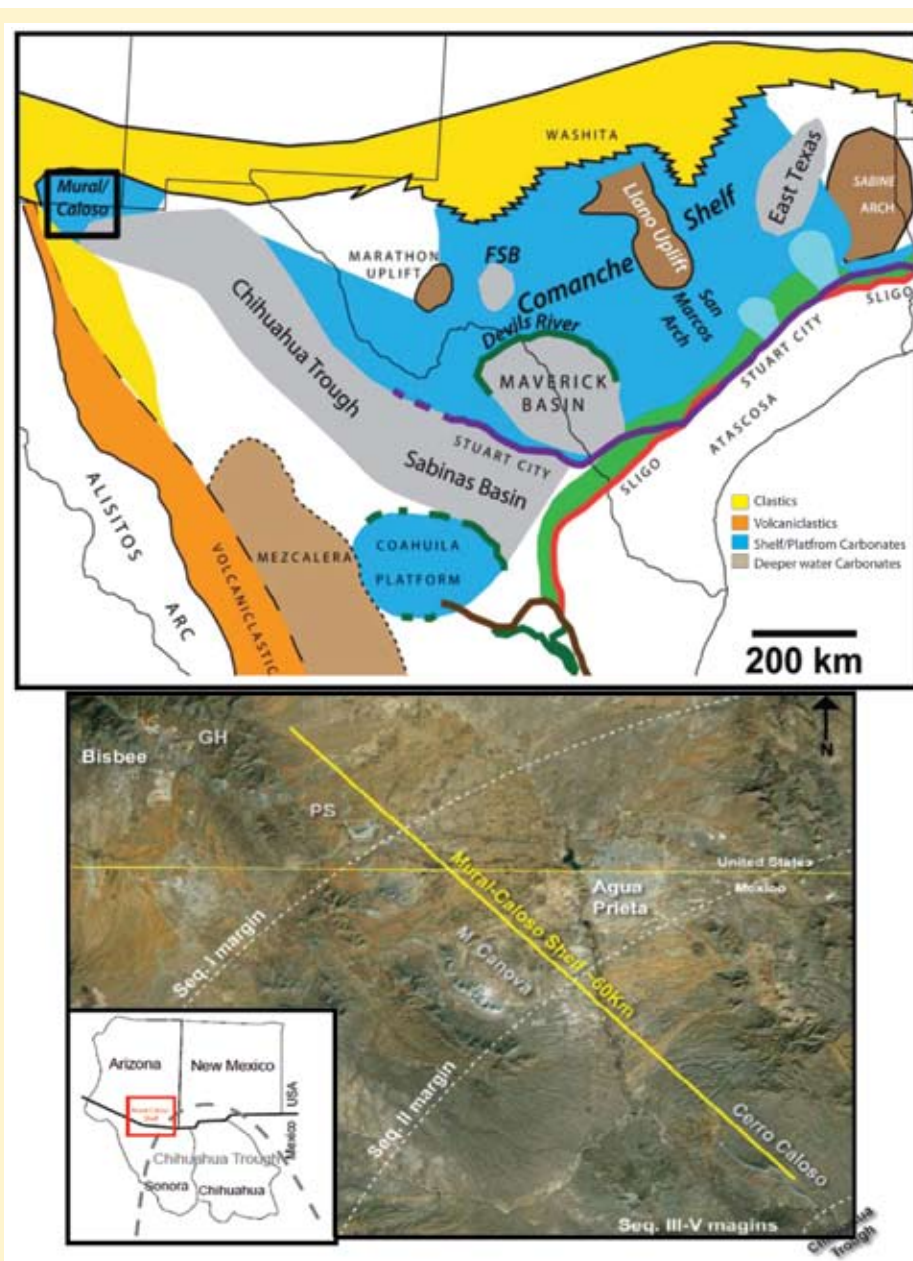 WASHITA
Mural/
Caloso
East Texas
SABINE
ARCH
Llano Uplift
Shelf
MARATHON
UPLIFT
FSB
Comanche
San
Marcos
Arch
Devils River
Chihuahua Trough
MAVERICK
BASIN
STUART CITY
SLIGO
STUART CITY
SLIGO
ATASCOSA
Sabinas Basin
ALISITOS
ARC
VOLCANICLASTIC
MEZCALERA
COAHUILA
PLATFORM
Clastics
Volcaniclastics
Shelf/Platfrom Carbonates
Deeper water Carbonates
200 km
GH
Bisbee
N
PS
United States
Mexico
Agua
Prieta
Mural-Caloso Shelf ~60Km
Seq. I margin
M. Canova
Seq. II margin
Cerro Caloso
Seq. III-V magins
Chihuahua
Trough
Arizona
New Mexico
USA
Mexico
Chihuahua Trough
Sonora
Chihuahua